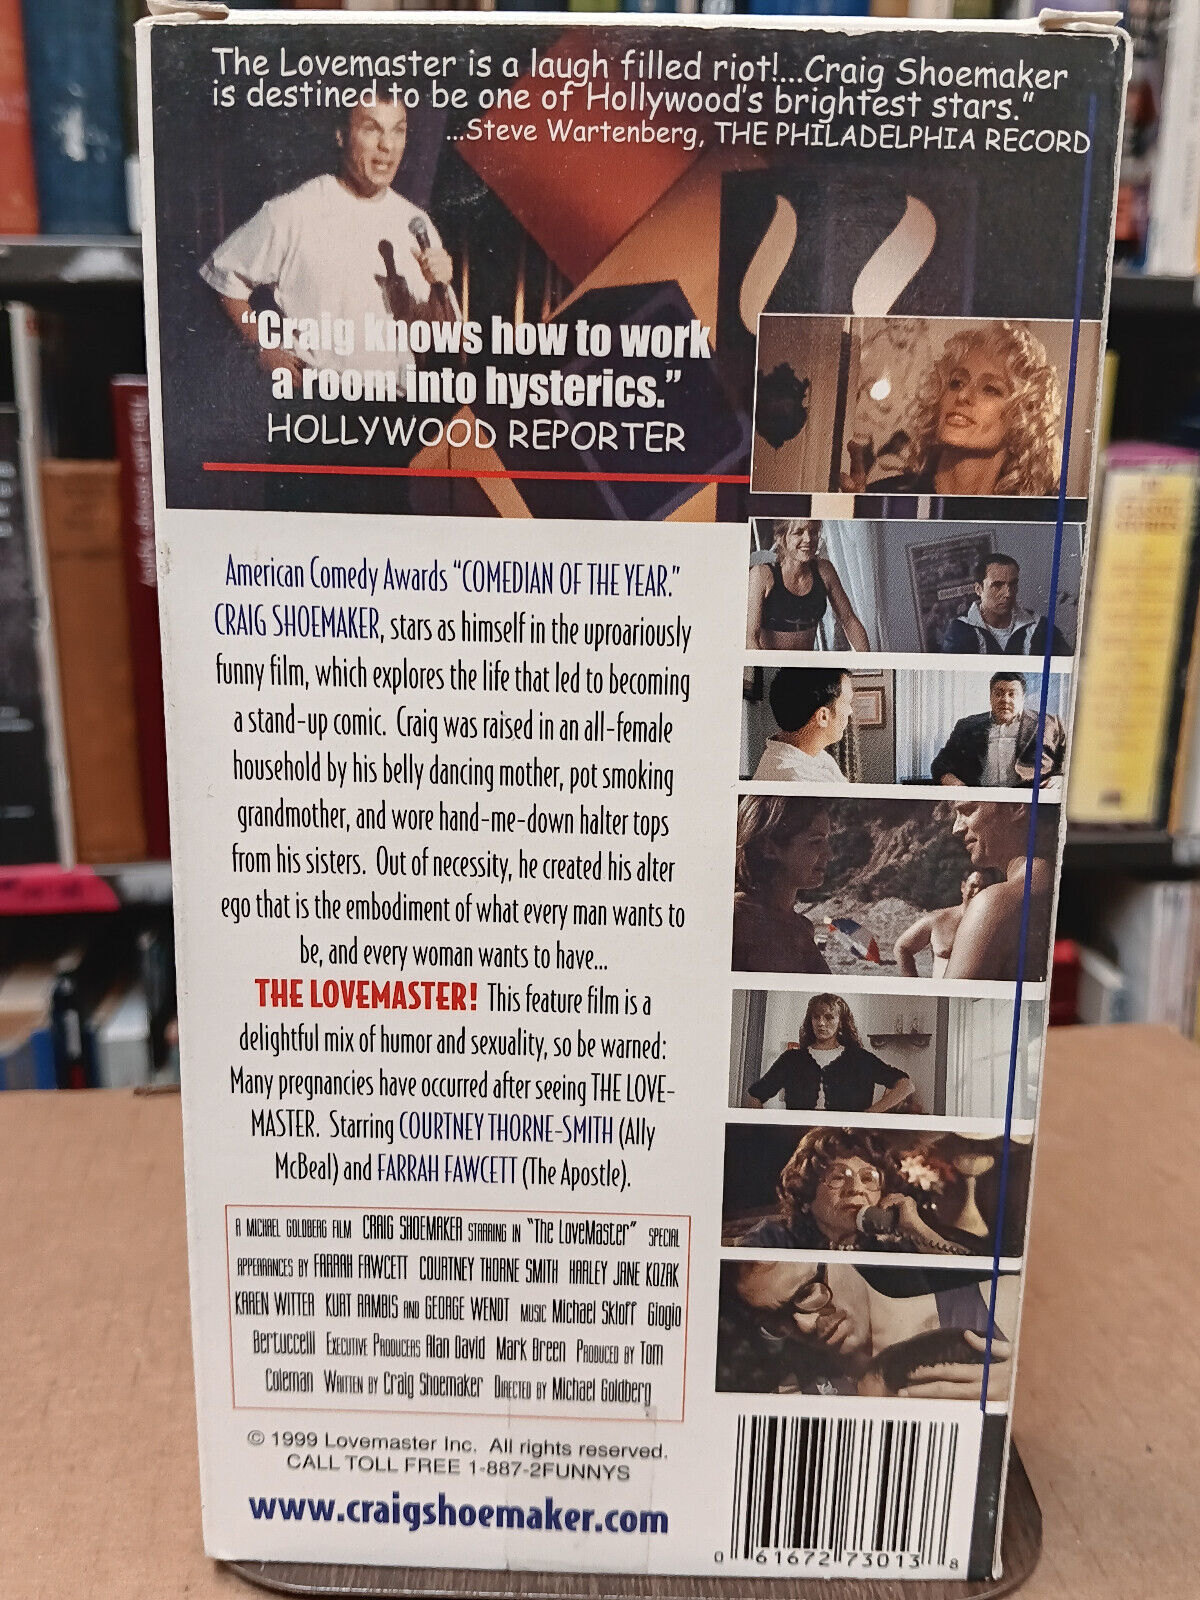 The Lovemaster is a laugh filled riot!...Craig Shoemaker
is destined to be one of Hollywood's brightest stars."
...Steve Wartenberg, THE PHILADELPHIA RECORD
“Craig knows how to work
a room into hysterics.”
HOLLYWOOD REPORTER
American Comedy Awards “COMEDIAN OF THE YEAR.”
CRAIG SHOEMAKER, stars as himself in the uproariously
funny film, which explores the life that led to becoming
a stand-up comic. Craig was raised in an all-female
household by his belly dancing mother, pot smoking
grandmother, and wore hand-me-down halter tops
from his sisters. Out of necessity, he created his alter
ego that is the embodiment of what every man wants to
be, and every woman wants to have...
THE LOVEMASTER! This feature film is a
delightful mix of humor and sexuality, so be warned:
Many pregnancies have occurred after seeing THE LOVE-
MASTER. Starring COURTNEY THORNE-SMITH (Ally
McBeal) and FARRAH FAWCETT (The Apostle).
A MICHAEL GOLDBERG FILM CRAIG SHOEMAKER STARRING IN "The LoveMaster" SPECIAL
APPEARANCES BY FARRAH FAWCETT COURTNEY THORNE SMITH HARLEY JANE KOZAK
KAREN WITTER KURT RAMBIS AND GEORGE WENDT MUSIC Michael Skloff Giogio
Bertuccelli EXECUTIVE PRODUCERS Alan David Mark Breen PRODUCED BY Tom
Coleman WRITTEN BY Craig Shoemaker DIRECTED BY Michael Goldberg
© 1999 Lovemaster Inc. All rights reserved.
CALL TOLL FREE 1-887-2FUNNYS
www.craigshoemaker.com
0 61672 73013 8